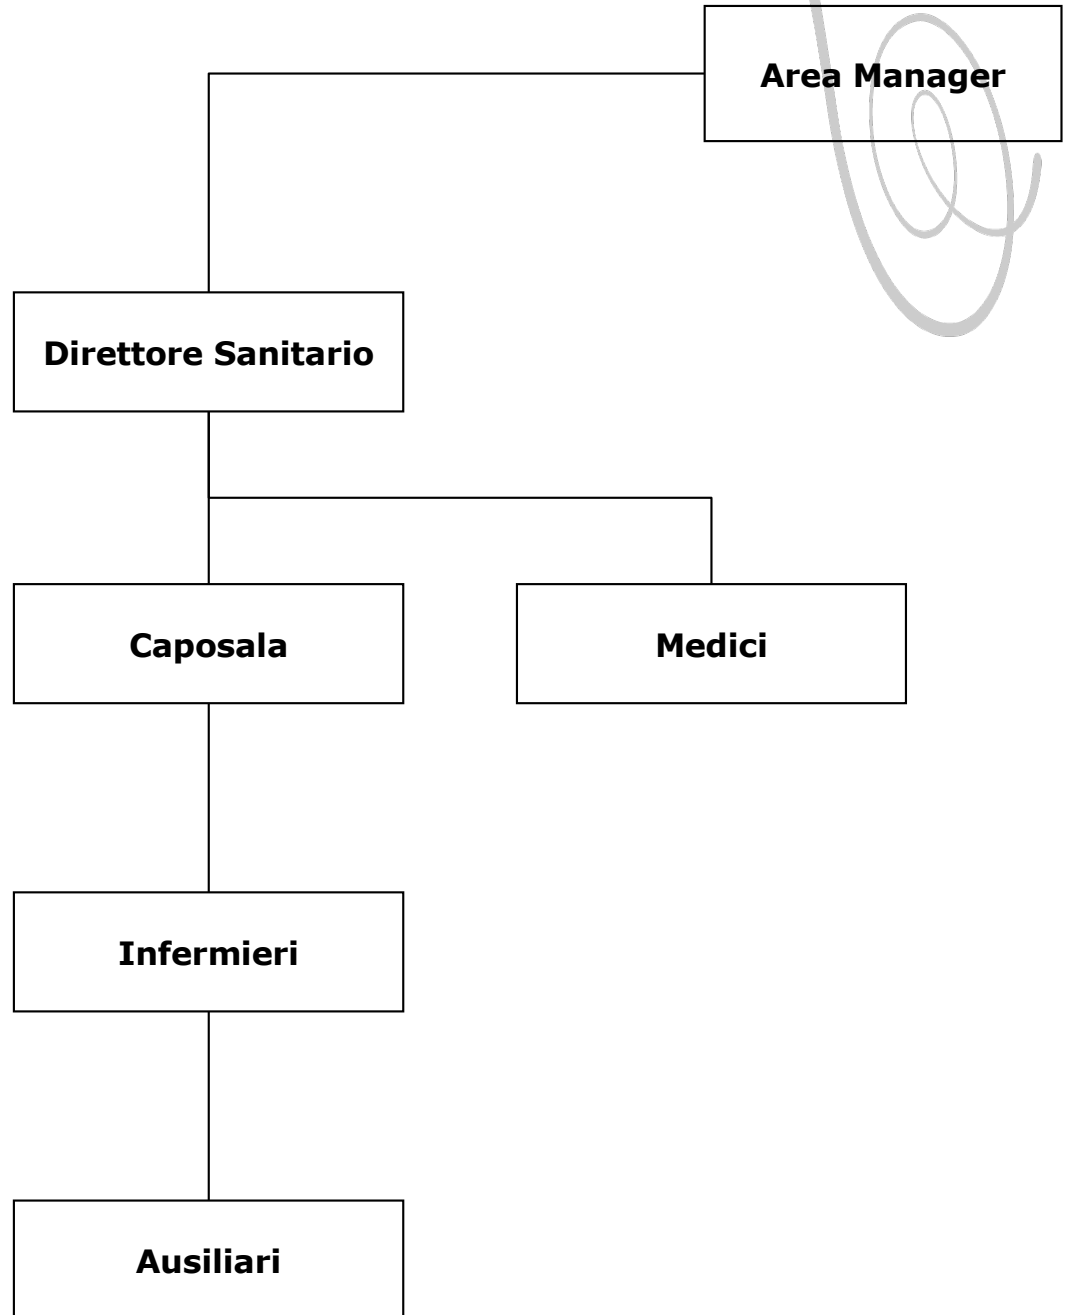 Area Manager
Direttore Sanitario
Caposala
Medici
Infermieri
Ausiliari